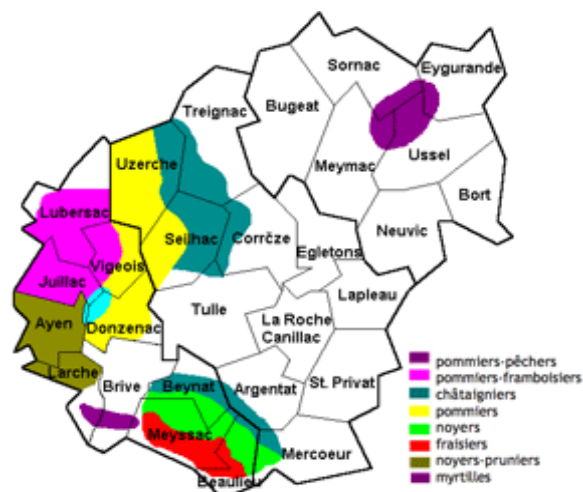 Sornac
Eygurande
Treignac
Bugeat
Uzerche
Meymac
Ussel
Bort
Lubersac
Seilhac
Corrčze
Neuvic
Egletons
Vigeois
Juillac
Lapleau
Tulle
Ayen
Donzenac
La Roche
Canillac
Larche
Brive
Beynat
Argentat
St. Privat
Meyssac
Mercoeur
Beaulieu
pommiers-pêchers
pommiers-framboisiers
châtaigniers
pommiers
noyers
fraisiers
noyers-pruniers
myrtilles